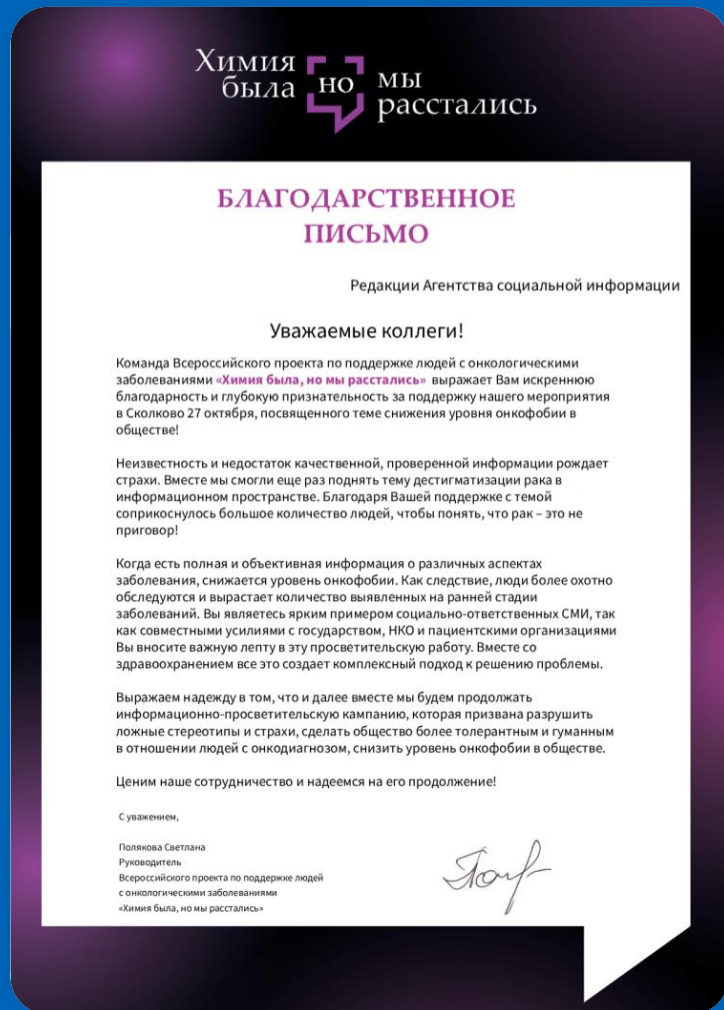 Химия
была но мы
расстались
БЛАГОДАРСТВЕННОЕ
ПИСЬМО
Редакции Агентства социальной информации
Уважаемые коллеги!
Команда Всероссийского проекта по поддержке людей с онкологическими
заболеваниями «Химия была, но мы расстались» выражает Вам искреннюю
благодарность и глубокую признательность за поддержку нашего мероприятия
в Сколково 27 октября, посвященного теме снижения уровня онкофобии в
обществе!
Неизвестность и недостаток качественной, проверенной информации рождает
страхи. Вместе мы смогли еще раз поднять тему дестигматизации рака в
информационном пространстве. Благодаря Вашей поддержке с темой
соприкоснулось большое количество людей, чтобы понять, что рак – это не
приговор!
Когда есть полная и объективная информация о различных аспектах
заболевания, снижается уровень онкофобии. Как следствие, люди более охотно
обследуются и вырастает количество выявленных на ранней стадии
заболеваний. Вы являетесь ярким примером социально-ответственных СМИ, так
как совместными усилиями с государством, НКО и пациентскими организациями
Вы вносите важную лепту в эту просветительскую работу. Вместе со
здравоохранением все это создает комплексный подход к решению проблемы.
Выражаем надежду в том, что и далее вместе мы будем продолжать
информационно-просветительскую кампанию, которая призвана разрушить
ложные стереотипы и страхи, сделать общество более толерантным и гуманным
в отношении людей с онкодиагнозом, снизить уровень онкофобии в обществе.
Ценим наше сотрудничество и надеемся на его продолжение!
С уважением,
Полякова Светлана
Руководитель
Всероссийского проекта по поддержке людей
с онкологическими заболеваниями
«Химия была, но мы расстались»